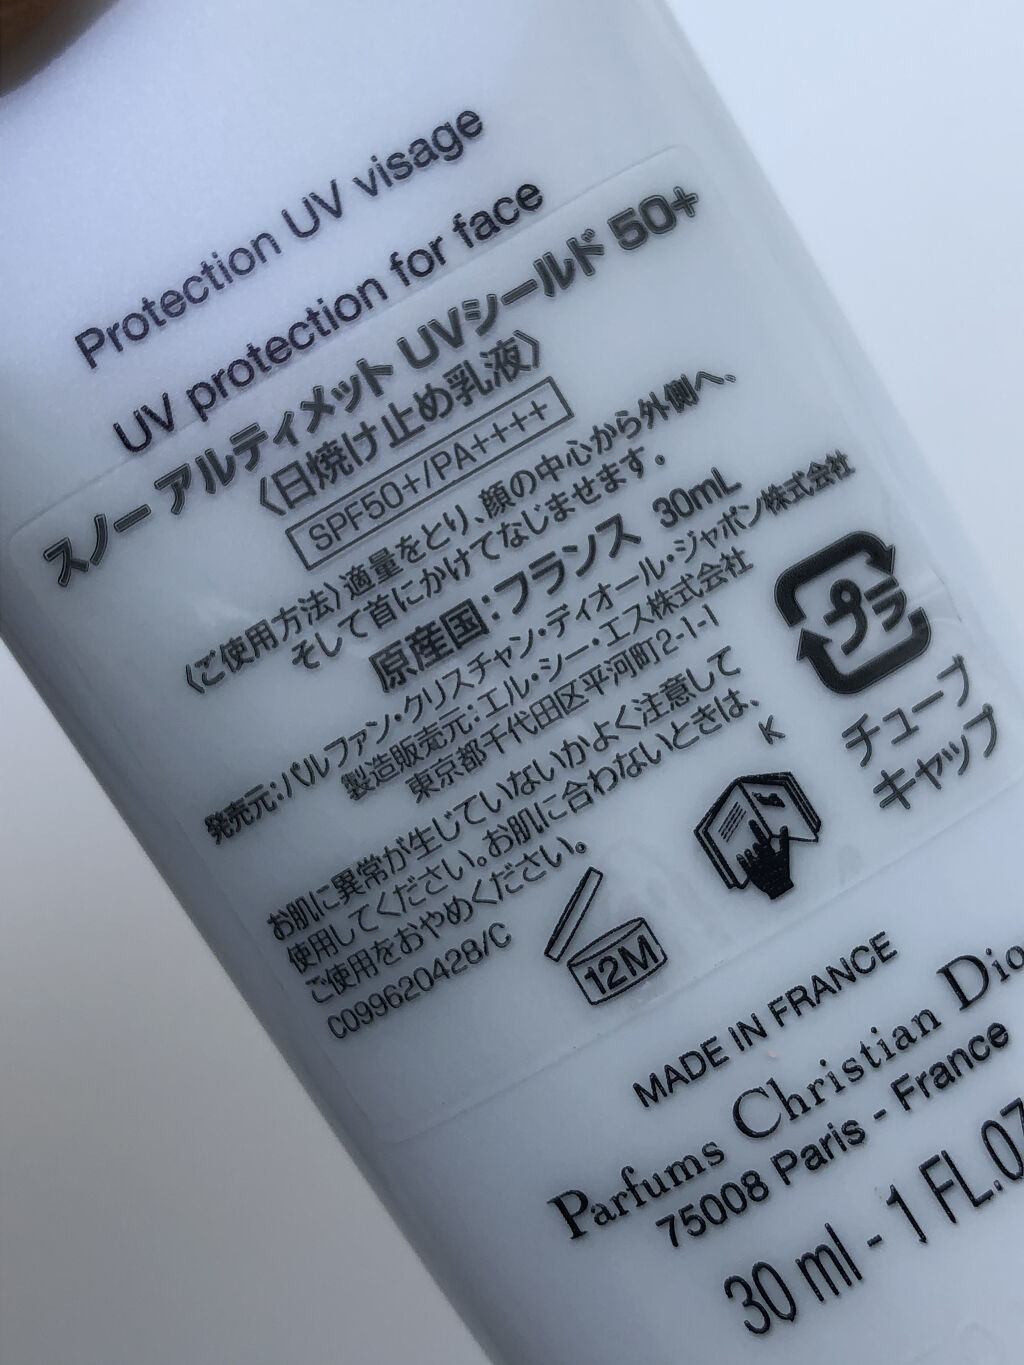 Protection UV visage
UV protection for face
スノー アルティメット UVシールド 50+
〈日焼け止め乳液〉
SPF50+/PA++++
〈ご使用方法〉適量をとり、顔の中心から外側へ、
そして首にかけてなじませます.
原産国:フランス 30mL
発売元:パルファン・クリスチャン・ディオール・ジャポン株式会社
製造販売元:エル・シー・エス株式会社
東京都千代田区平河町2-1-1
お肌に異常が生じていないかよく注意して
使用してください。お肌に合わないときは、
ご使用をおやめください。
C099620428/C
K
プラ
チューブ
キャップ
12M
MADE IN FRANCE
Parfums Christian Dio
75008 Paris - France
30 ml - 1 FL.OZ